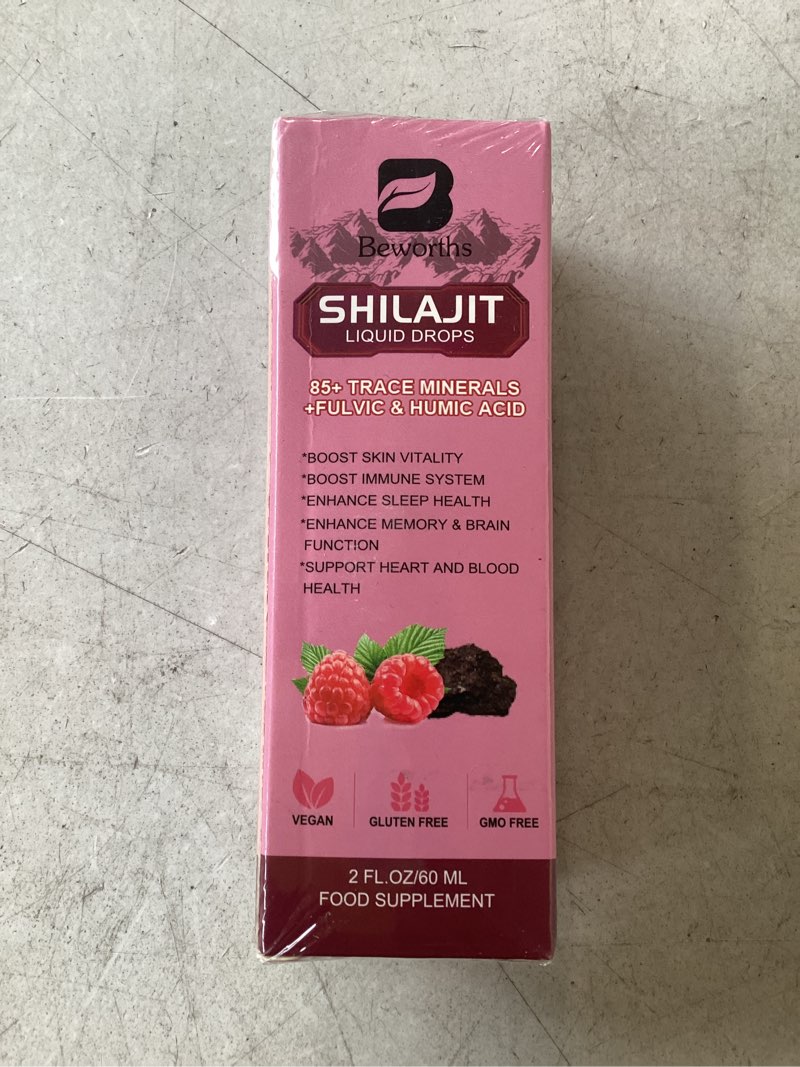 B
Beworths
SHILAJIT
LIQUID DROPS
85+ TRACE MINERALS
+FULVIC & HUMIC ACID
*BOOST SKIN VITALITY
*BOOST IMMUNE SYSTEM
*ENHANCE SLEEP HEALTH
*ENHANCE MEMORY & BRAIN
FUNCTION
*SUPPORT HEART AND BLOOD
HEALTH
VEGAN
GLUTEN FREE
GMO FREE
2 FL.OZ/60 ML
FOOD SUPPLEMENT